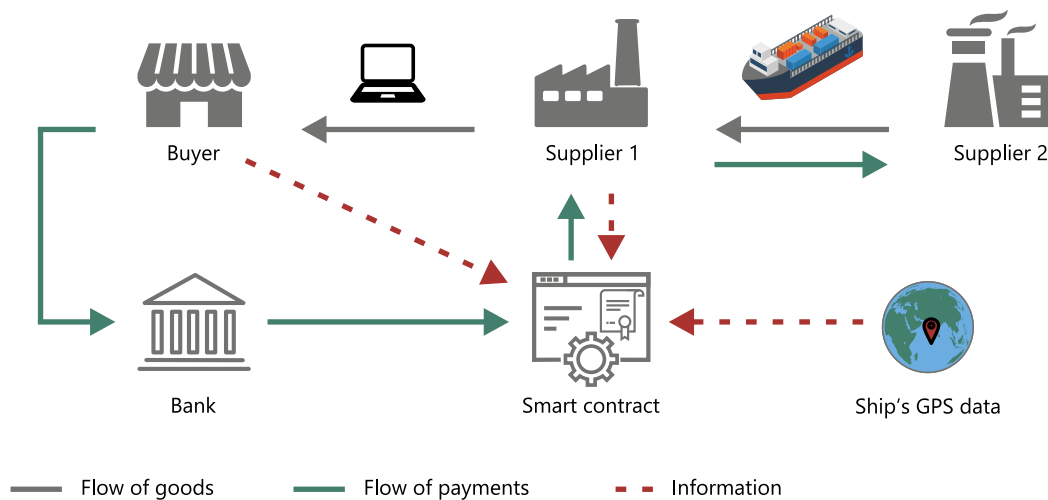 Buyer
Supplier 1
Supplier 2
Bank
Smart contract
Ship's GPS data
Flow of goods
Flow of payments
Information